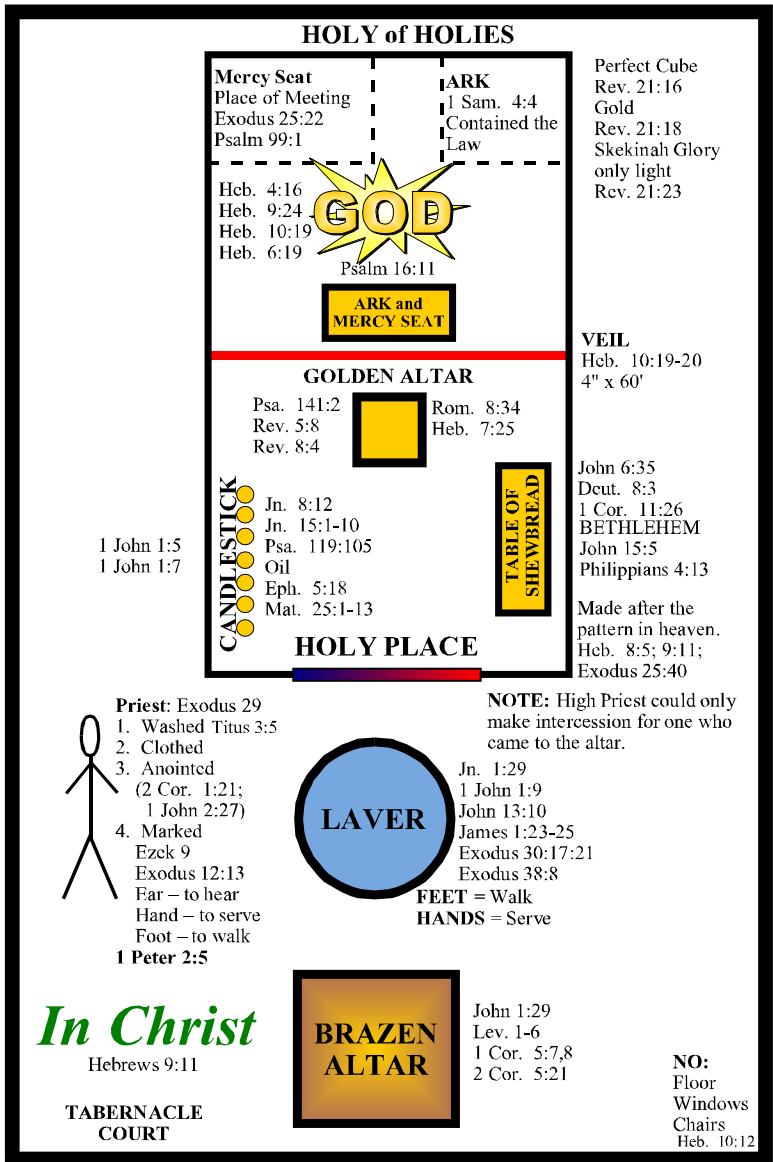 HOLY of HOLIES
Mercy Seat
Place of Meeting
Exodus 25:22
Psalm 99:1
ARK
1 Sam. 4:4
Contained the
Law
Perfect Cube
Rev. 21:16
Gold
Rev. 21:18
Skekinah Glory
only light
Rev. 21:23
Heb. 4:16
Heb. 9:24
Heb. 10:19
Heb. 6:19
GOD
Psalm 16:11
ARK and
MERCY SEAT
VEIL
Heb. 10:19-20
4" x 60'
GOLDEN ALTAR
Psa. 141:2
Rev. 5:8
Rev. 8:4
Rom. 8:34
Heb. 7:25
CANDLESTICK
Jn. 8:12
Jn. 15:1-10
Psa. 119:105
Oil
Eph. 5:18
Mat. 25:1-13
1 John 1:5
1 John 1:7
TABLE OF
SHEWBREAD
John 6:35
Deut. 8:3
1 Cor. 11:26
BETHLEHEM
John 15:5
Philippians 4:13
Made after the
pattern in heaven.
Heb. 8:5; 9:11;
Exodus 25:40
HOLY PLACE
Priest: Exodus 29
1. Washed Titus 3:5
2. Clothed
3. Anointed
(2 Cor. 1:21;
1 John 2:27)
4. Marked
Ezek 9
Exodus 12:13
Ear – to hear
Hand – to serve
Foot – to walk
1 Peter 2:5
NOTE: High Priest could only
make intercession for one who
came to the altar.
LAVER
Jn. 1:29
1 John 1:9
John 13:10
James 1:23-25
Exodus 30:17:21
Exodus 38:8
FEET = Walk
HANDS = Serve
In Christ
Hebrews 9:11
TABERNACLE
COURT
BRAZEN
ALTAR
John 1:29
Lev. 1-6
1 Cor. 5:7,8
2 Cor. 5:21
NO:
Floor
Windows
Chairs
Heb. 10:12